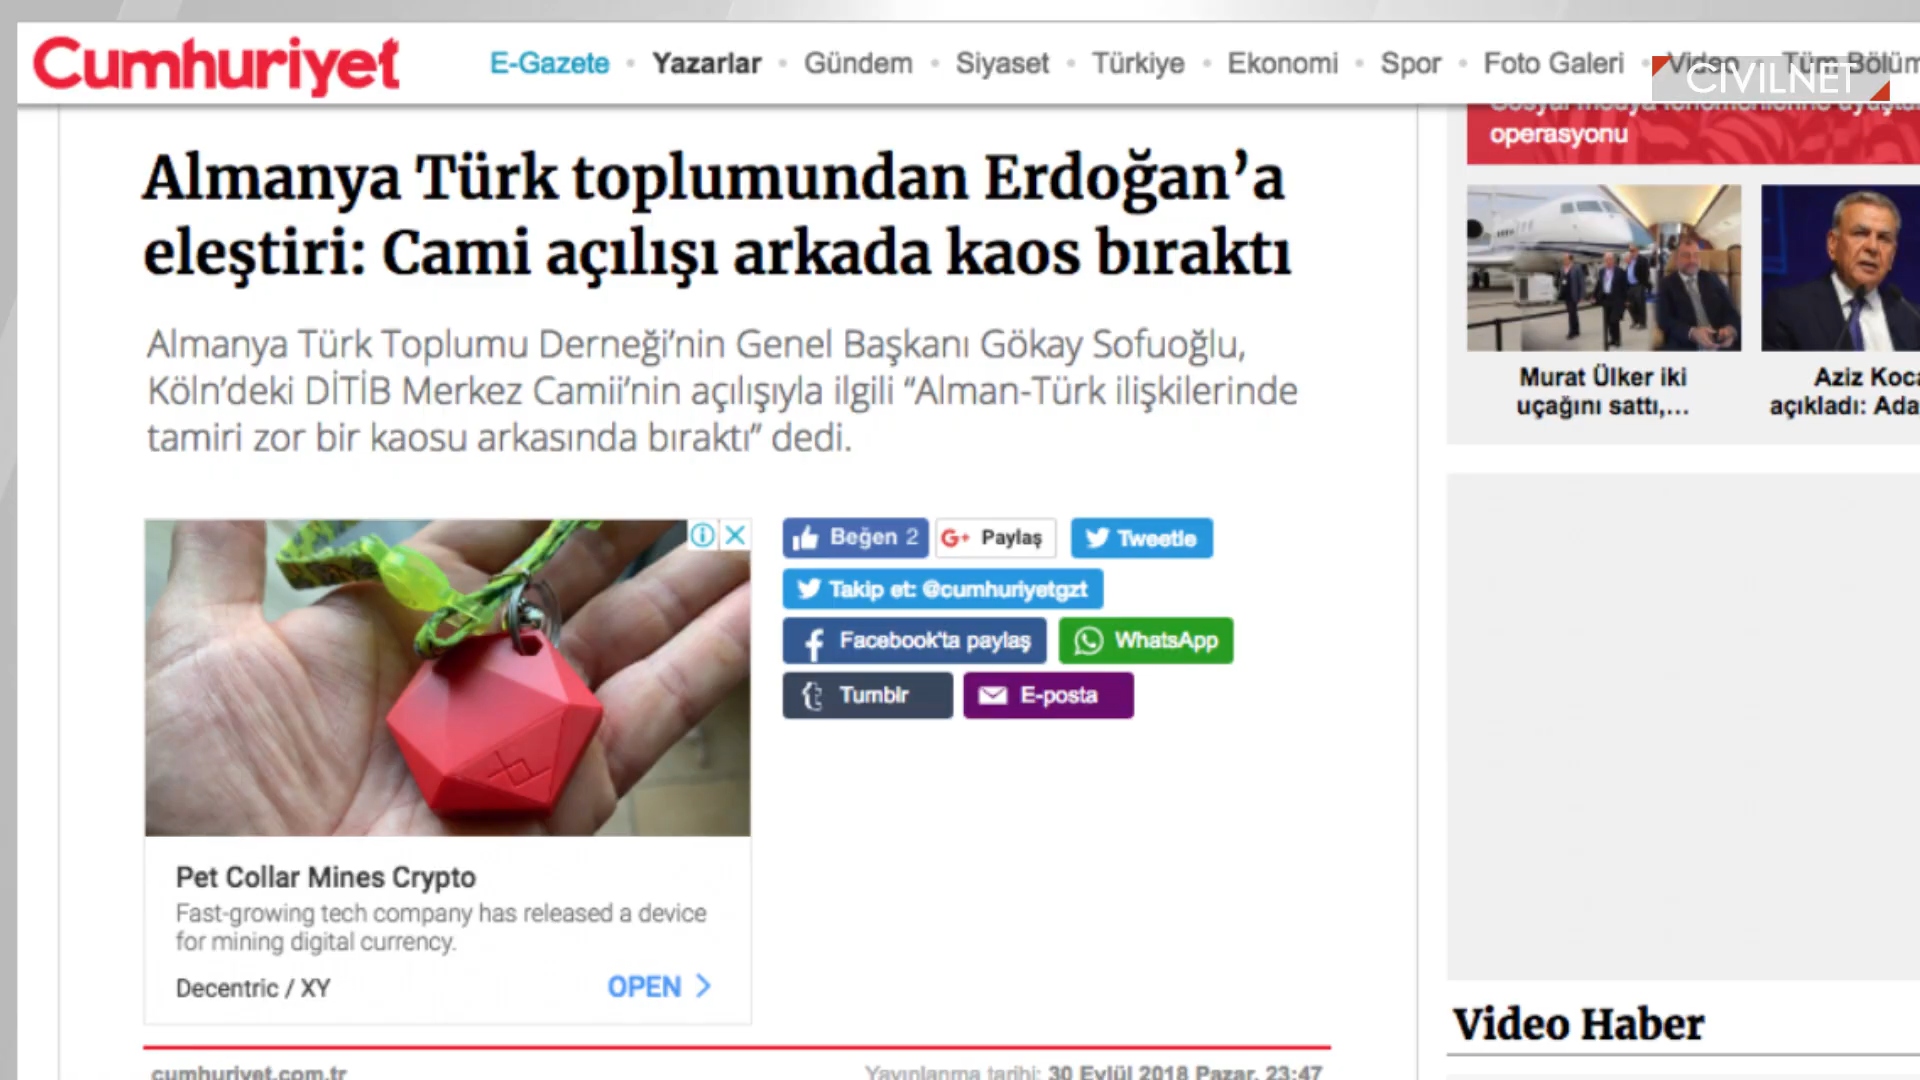 Cumhuriyet
E-Gazete • Yazarlar • Gündem • Siyaset • Türkiye • Ekonomi • Spor • Foto Galeri • Video • Tüm Bölüm
CIVILNET
operasyonu
Almanya Türk toplumundan Erdoğan’a
eleştiri: Cami açılışı arkada kaos bıraktı
Almanya Türk Toplumu Derneği’nin Genel Başkanı Gökay Sofuoğlu,
Köln’deki DİTİB Merkez Camii’nin açılışıyla ilgili “Alman-Türk ilişkilerinde
tamiri zor bir kaosu arkasında bıraktı” dedi.
Murat Ülker iki
uçağını sattı,...
Aziz Koca
açıkladı: Ada
Beğen 2
G+ Paylaş
Tweetle
Takip et: @cumhuriyetgzt
Facebook'ta paylaş
WhatsApp
Tumblr
E-posta
Pet Collar Mines Crypto
Fast-growing tech company has released a device
for mining digital currency.
Decentric / XY
OPEN >
Video Haber
cumhuriyet.com.tr
Yayınlanma tarihi: 30 Eylül 2018 Pazar, 23:47